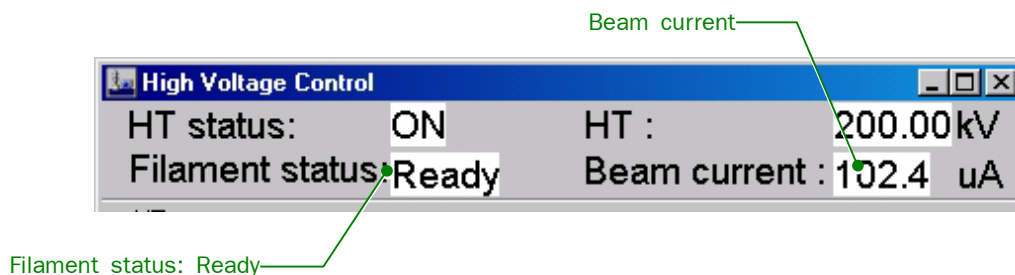 Beam current
High Voltage Control
HT status: ON HT : 200.00 kV
Filament status: Ready Beam current : 102.4 uA
Filament status: Ready